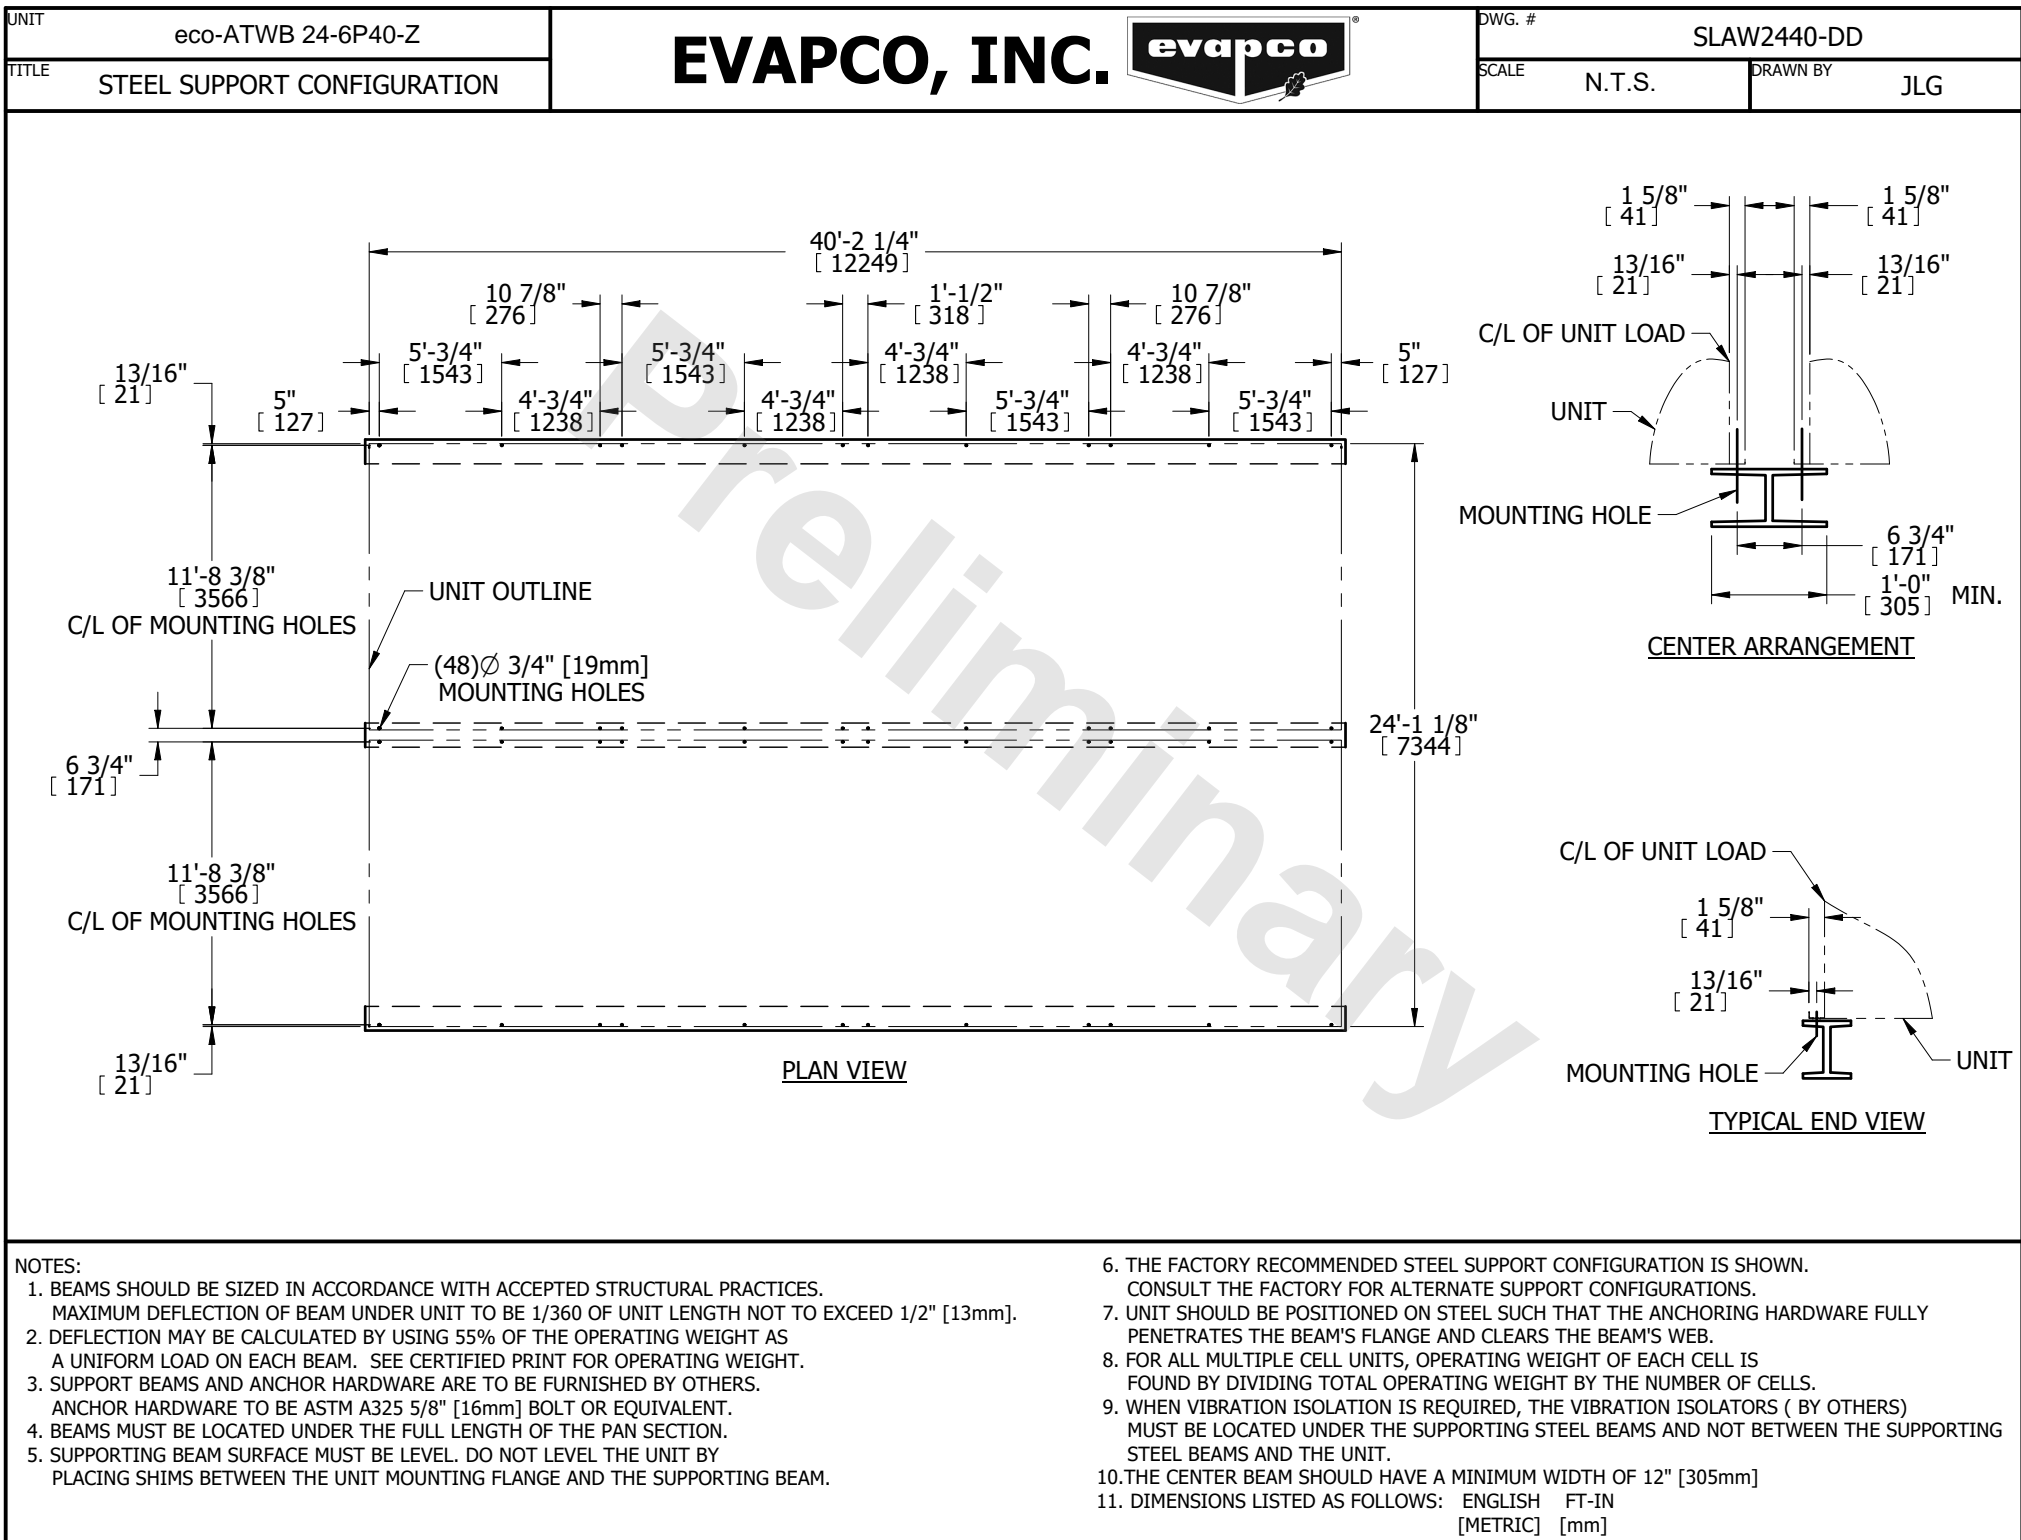 UNIT
eco-ATWB 24-6P40-Z
TITLE
STEEL SUPPORT CONFIGURATION
EVAPCO, INC.
evapco
®
DWG. #
SLAW2440-DD
SCALE
N.T.S.
DRAWN BY
JLG
40'-2 1/4"
[ 12249]
10 7/8"
[ 276]
1'-1/2"
[ 318 ]
10 7/8"
[ 276]
5'-3/4"
[ 1543]
5'-3/4"
[ 1543]
4'-3/4"
[ 1238]
4'-3/4"
[ 1238]
5"
[ 127]
13/16"
[ 21]
5"
[ 127]
4'-3/4"
[ 1238]
4'-3/4"
[ 1238]
5'-3/4"
[ 1543]
5'-3/4"
[ 1543]
11'-8 3/8"
[ 3566]
C/L OF MOUNTING HOLES
UNIT OUTLINE
(48)Ø 3/4" [19mm]
MOUNTING HOLES
6 3/4"
[ 171]
24'-1 1/8"
[ 7344]
11'-8 3/8"
[ 3566]
C/L OF MOUNTING HOLES
13/16"
[ 21]
PLAN VIEW
Preliminary
1 5/8"
[ 41]
1 5/8"
[ 41]
13/16"
[ 21]
13/16"
[ 21]
C/L OF UNIT LOAD
UNIT
MOUNTING HOLE
6 3/4"
[ 171]
1'-0"
[ 305] MIN.
CENTER ARRANGEMENT
C/L OF UNIT LOAD
1 5/8"
[ 41]
13/16"
[ 21]
MOUNTING HOLE
UNIT
TYPICAL END VIEW
NOTES:
1. BEAMS SHOULD BE SIZED IN ACCORDANCE WITH ACCEPTED STRUCTURAL PRACTICES.
MAXIMUM DEFLECTION OF BEAM UNDER UNIT TO BE 1/360 OF UNIT LENGTH NOT TO EXCEED 1/2" [13mm].
2. DEFLECTION MAY BE CALCULATED BY USING 55% OF THE OPERATING WEIGHT AS
A UNIFORM LOAD ON EACH BEAM. SEE CERTIFIED PRINT FOR OPERATING WEIGHT.
3. SUPPORT BEAMS AND ANCHOR HARDWARE ARE TO BE FURNISHED BY OTHERS.
ANCHOR HARDWARE TO BE ASTM A325 5/8" [16mm] BOLT OR EQUIVALENT.
4. BEAMS MUST BE LOCATED UNDER THE FULL LENGTH OF THE PAN SECTION.
5. SUPPORTING BEAM SURFACE MUST BE LEVEL. DO NOT LEVEL THE UNIT BY
PLACING SHIMS BETWEEN THE UNIT MOUNTING FLANGE AND THE SUPPORTING BEAM.
6. THE FACTORY RECOMMENDED STEEL SUPPORT CONFIGURATION IS SHOWN.
CONSULT THE FACTORY FOR ALTERNATE SUPPORT CONFIGURATIONS.
7. UNIT SHOULD BE POSITIONED ON STEEL SUCH THAT THE ANCHORING HARDWARE FULLY
PENETRATES THE BEAM'S FLANGE AND CLEARS THE BEAM'S WEB.
8. FOR ALL MULTIPLE CELL UNITS, OPERATING WEIGHT OF EACH CELL IS
FOUND BY DIVIDING TOTAL OPERATING WEIGHT BY THE NUMBER OF CELLS.
9. WHEN VIBRATION ISOLATION IS REQUIRED, THE VIBRATION ISOLATORS ( BY OTHERS)
MUST BE LOCATED UNDER THE SUPPORTING STEEL BEAMS AND NOT BETWEEN THE SUPPORTING
STEEL BEAMS AND THE UNIT.
10.THE CENTER BEAM SHOULD HAVE A MINIMUM WIDTH OF 12" [305mm]
11. DIMENSIONS LISTED AS FOLLOWS: ENGLISH FT-IN
[METRIC] [mm]